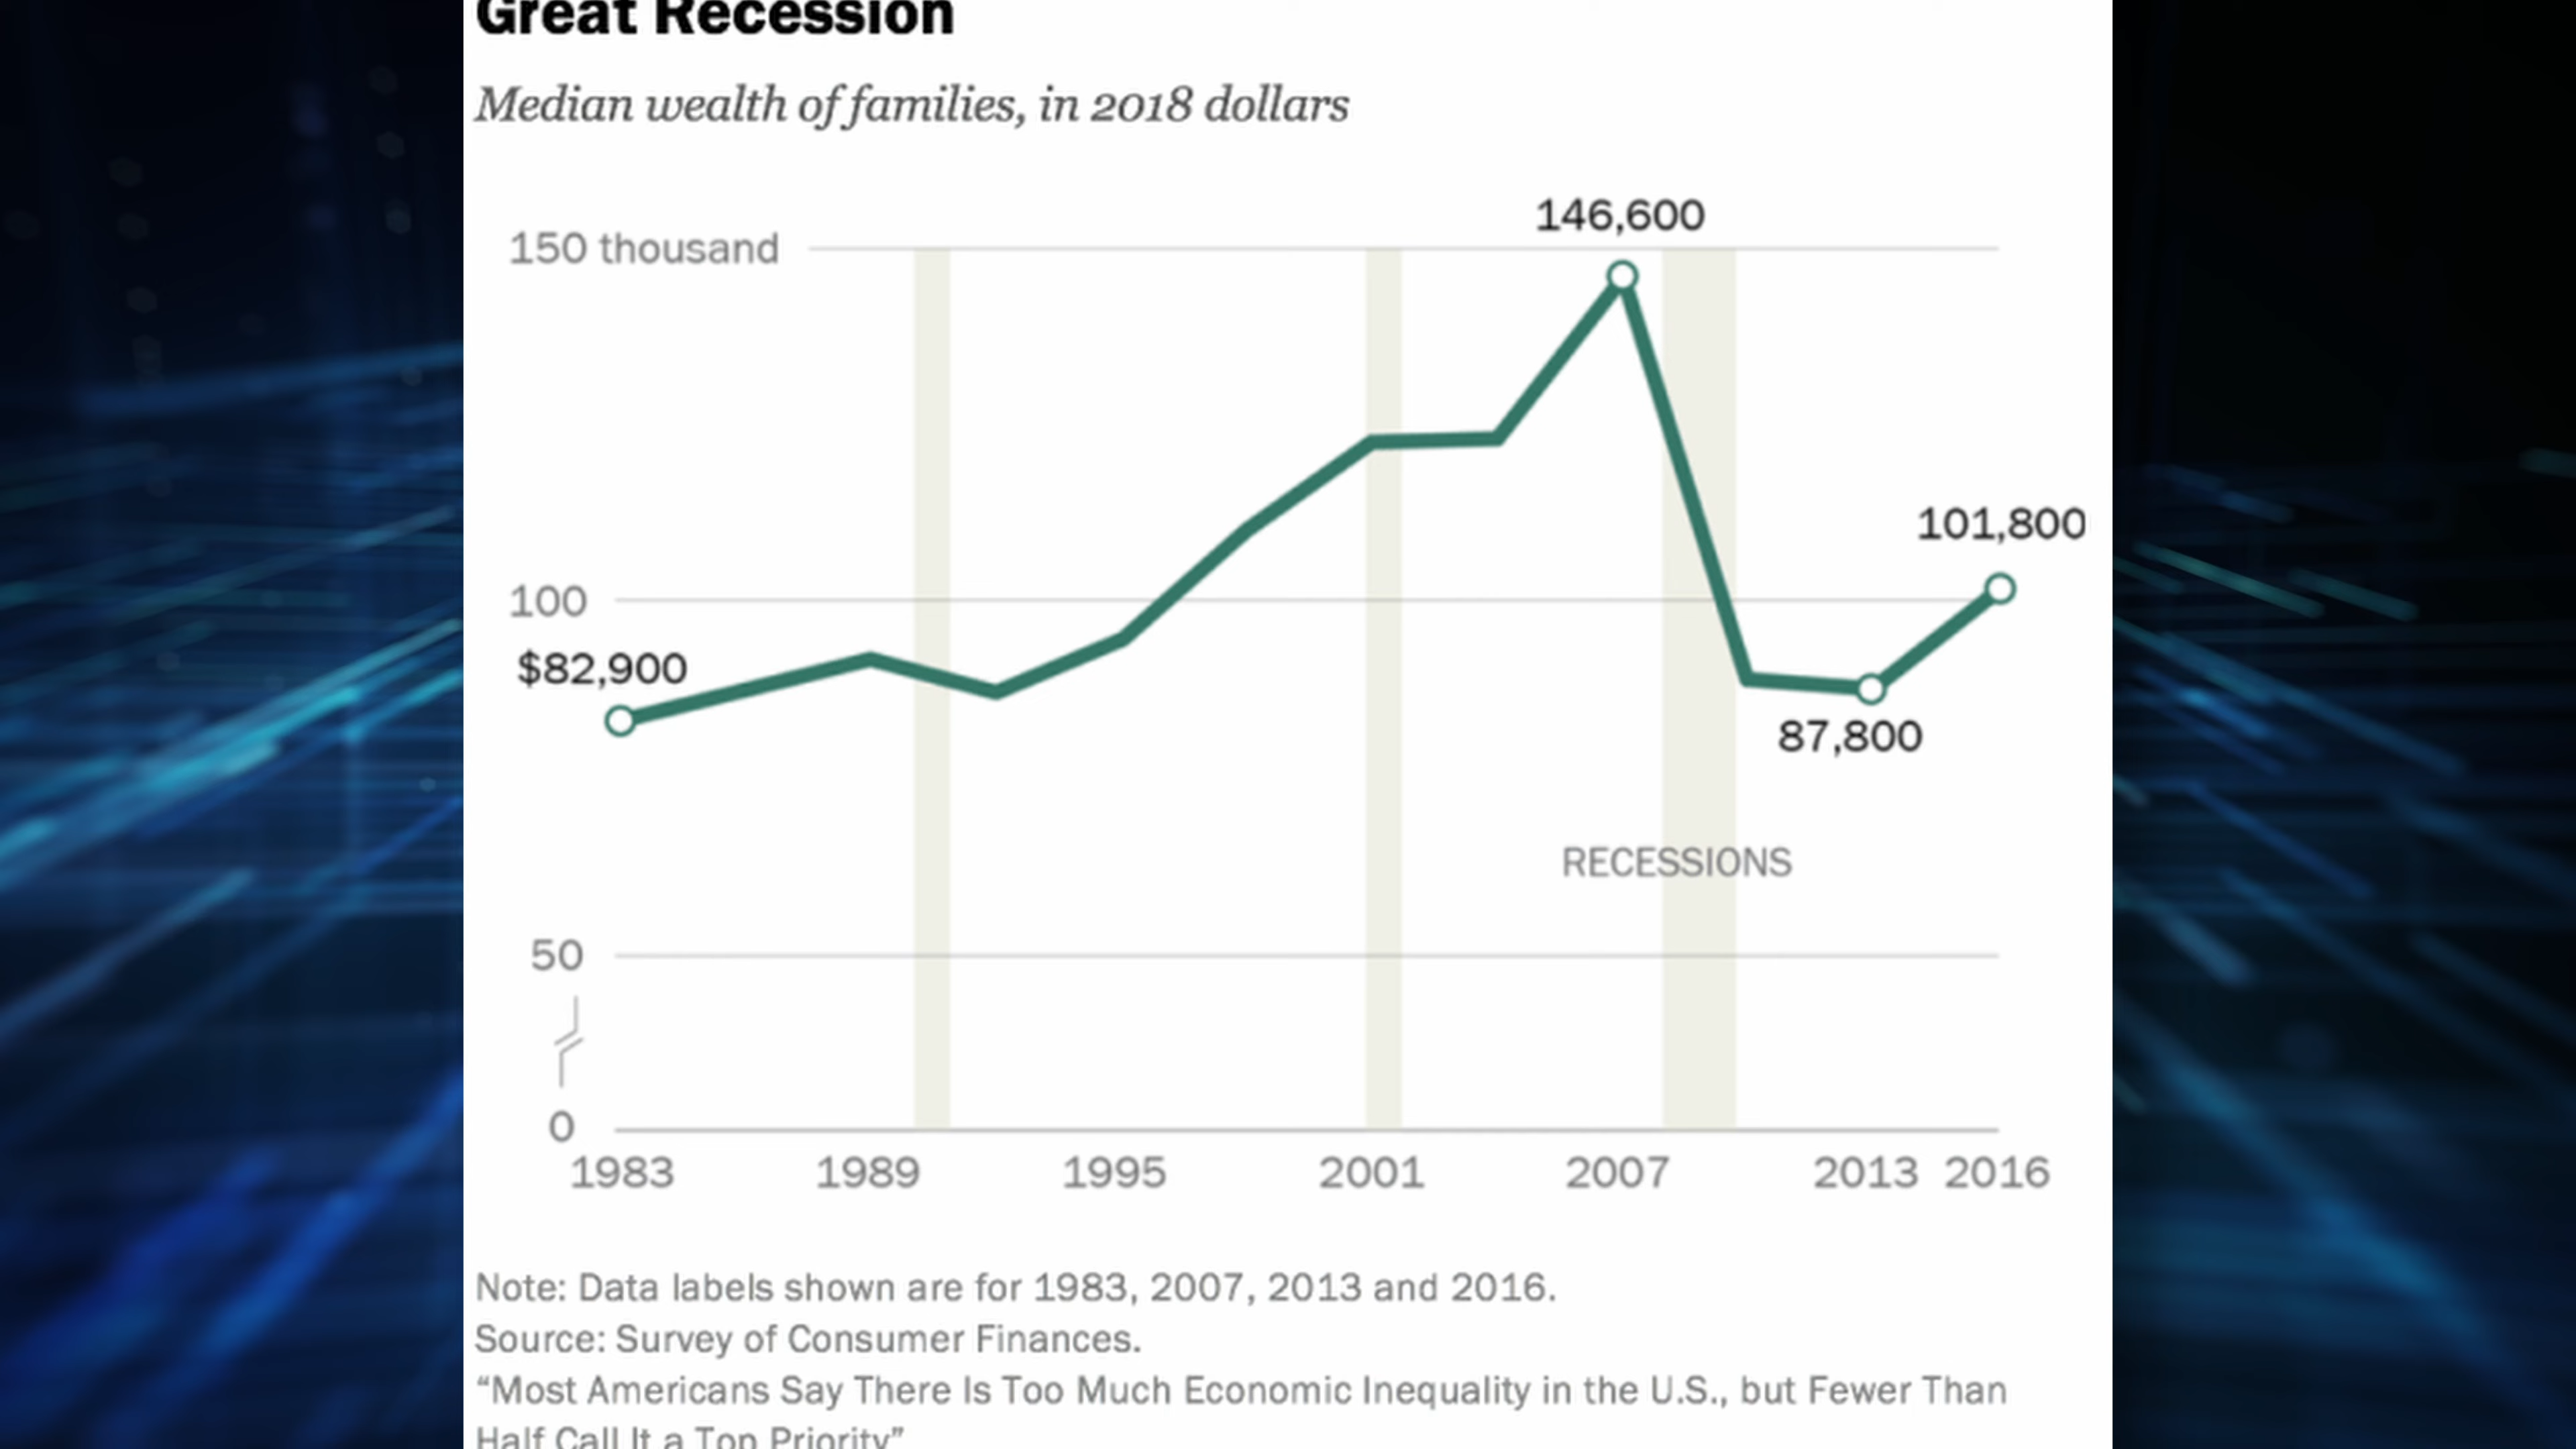 Great Recession
Median wealth of families, in 2018 dollars
146,600
150 thousand
101,800
100
$82,900
87,800
RECESSIONS
50
0
1983 1989 1995 2001 2007 2013 2016
Note: Data labels shown are for 1983, 2007, 2013 and 2016.
Source: Survey of Consumer Finances.
“Most Americans Say There Is Too Much Economic Inequality in the U.S., but Fewer Than
Half Call It a Top Priority”